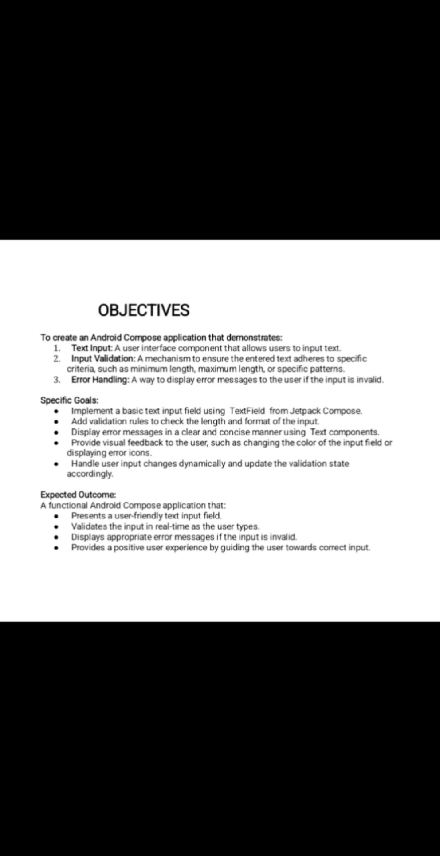 OBJECTIVES
To create an Android Compose application that demonstrates:
1. Text Input: A user interface component that allows users to input text.
2. Input Validation: A mechanism to ensure the entered text adheres to specific
criteria, such as minimum length, maximum length, or specific patterns.
3. Error Handling: A way to display error messages to the user if the input is invalid.
Specific Goals:
• Implement a basic text input field using TextField from Jetpack Compose.
• Add validation rules to check the length and format of the input.
• Display error messages in a clear and concise manner using Text components.
• Provide visual feedback to the user, such as changing the color of the input field or
displaying error icons.
• Handle user input changes dynamically and update the validation state
accordingly.
Expected Outcome:
A functional Android Compose application that:
• Presents a user-friendly text input field.
• Validates the input in real-time as the user types.
• Displays appropriate error messages if the input is invalid.
• Provides a positive user experience by guiding the user towards correct input.